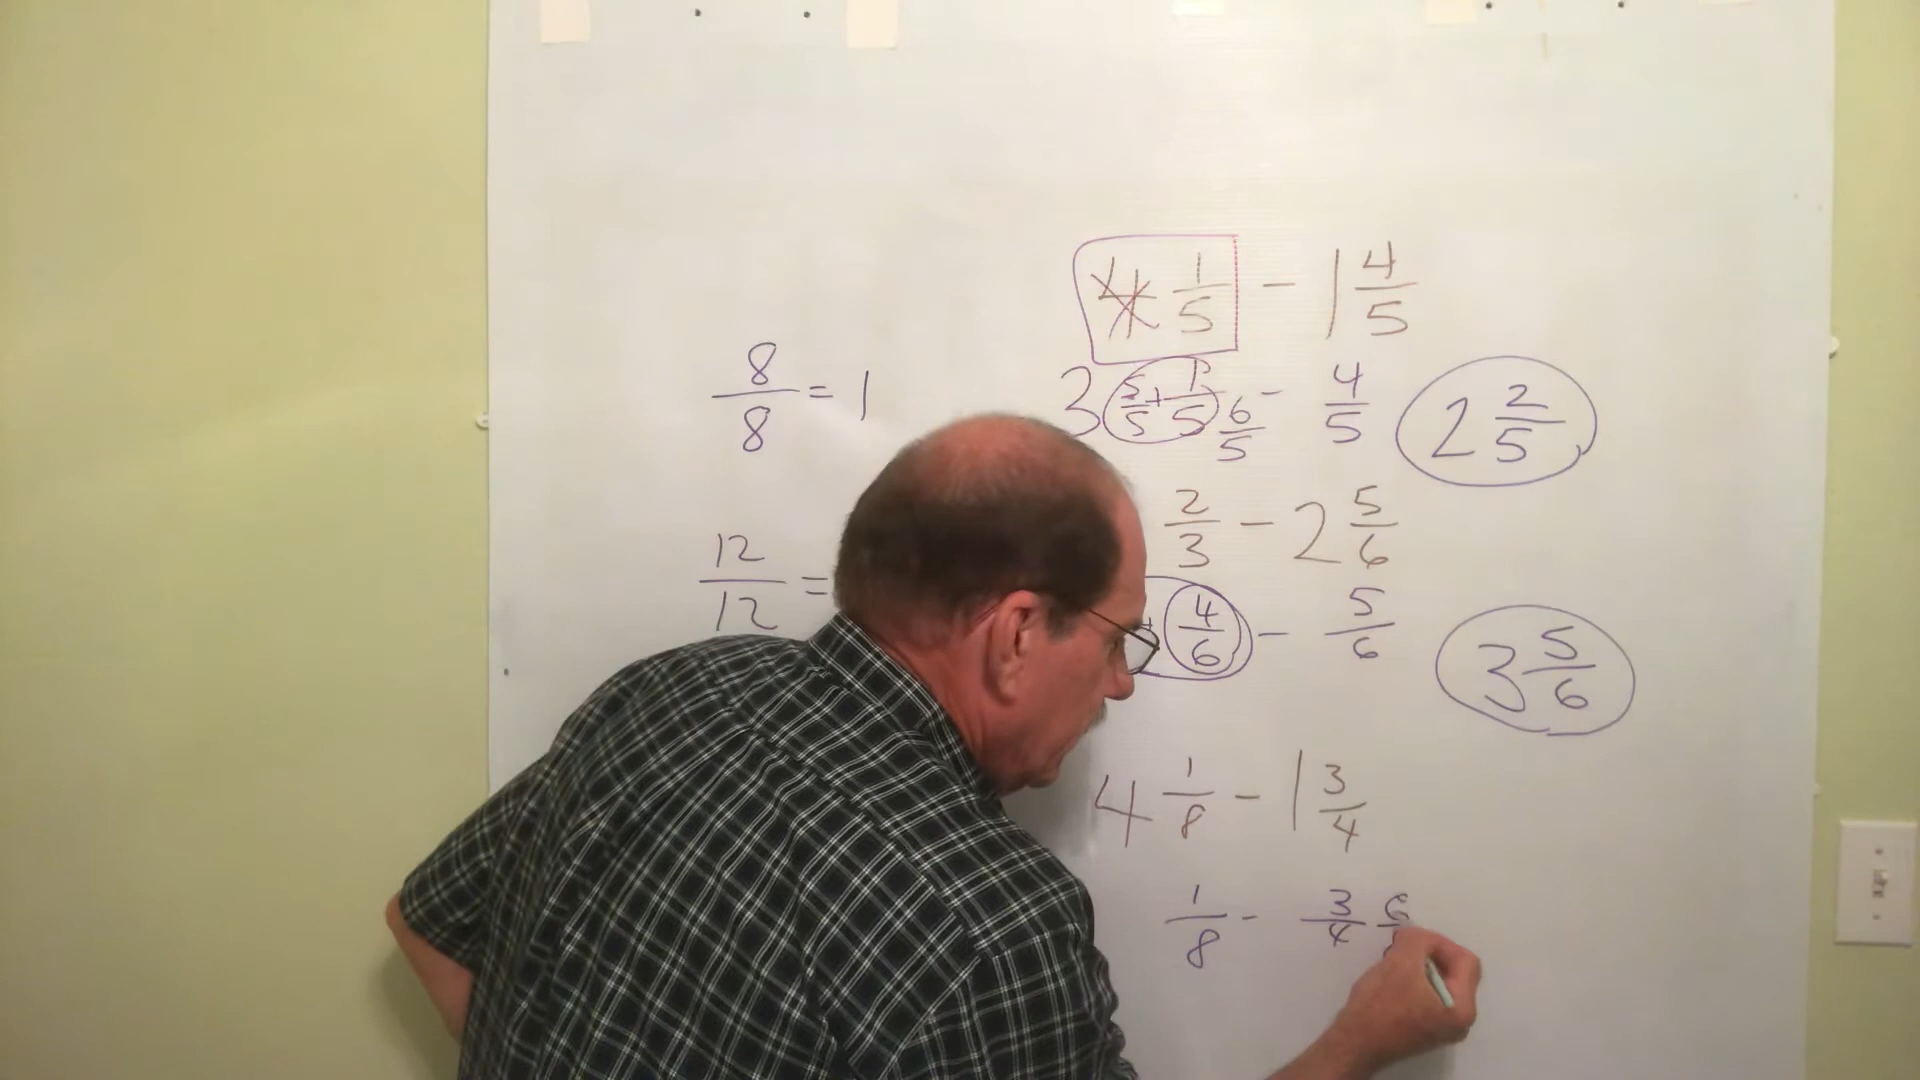 4 1/5 - 1 4/5
8/8 = 1
3 5/5 + 1/5 6/5 - 4/5 2 2/5
2/3 - 2 5/6
12/12 =
+ 4/6 - 5/6 3 5/6
4 1/8 - 1 3/4
1/8 - 3/4 6